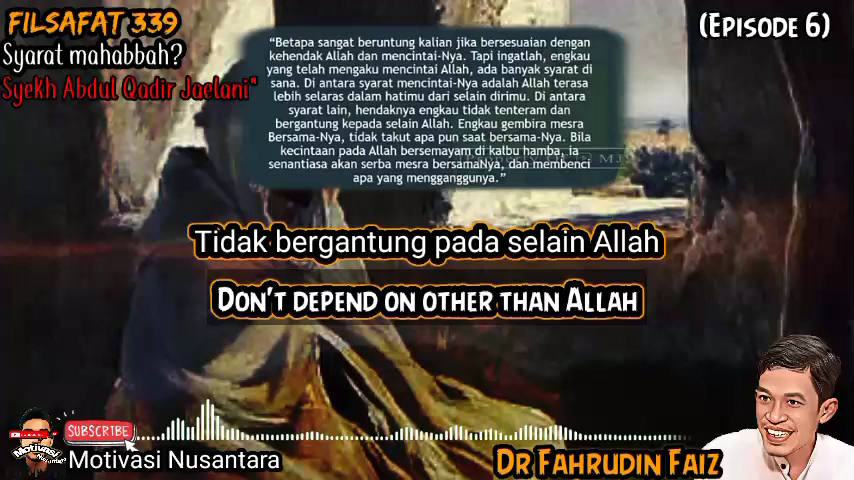 FILSAFAT 339
(EPISODE 6)
Syarat mahabbah?
Syekh Abdul Qadir Jaelani"
“Betapa sangat beruntung kalian jika bersesuaian dengan
kehendak Allah dan mencintai-Nya. Tapi ingatlah, engkau
yang telah mengaku mencintai Allah, ada banyak syarat di
sana. Di antara syarat mencintai-Nya adalah Allah terasa
lebih selaras dalam hatimu dari selain dirimu. Di antara
syarat lain, hendaknya engkau tidak tenteram dan
bergantung kepada selain Allah. Engkau gembira mesra
Bersama-Nya, tidak takut apa pun saat bersama-Nya. Bila
kecintaan pada Allah bersemayam di kalbu hamba, ia
senantiasa akan serba mesra bersamaNya, dan membenci
apa yang mengganggunya.”
Tidak bergantung pada selain Allah
DON'T DEPEND ON OTHER THAN ALLAH
SUBSCRIBE
Motivasi
Motivasi Nusantara
DR FAHRUDIN FAIZ